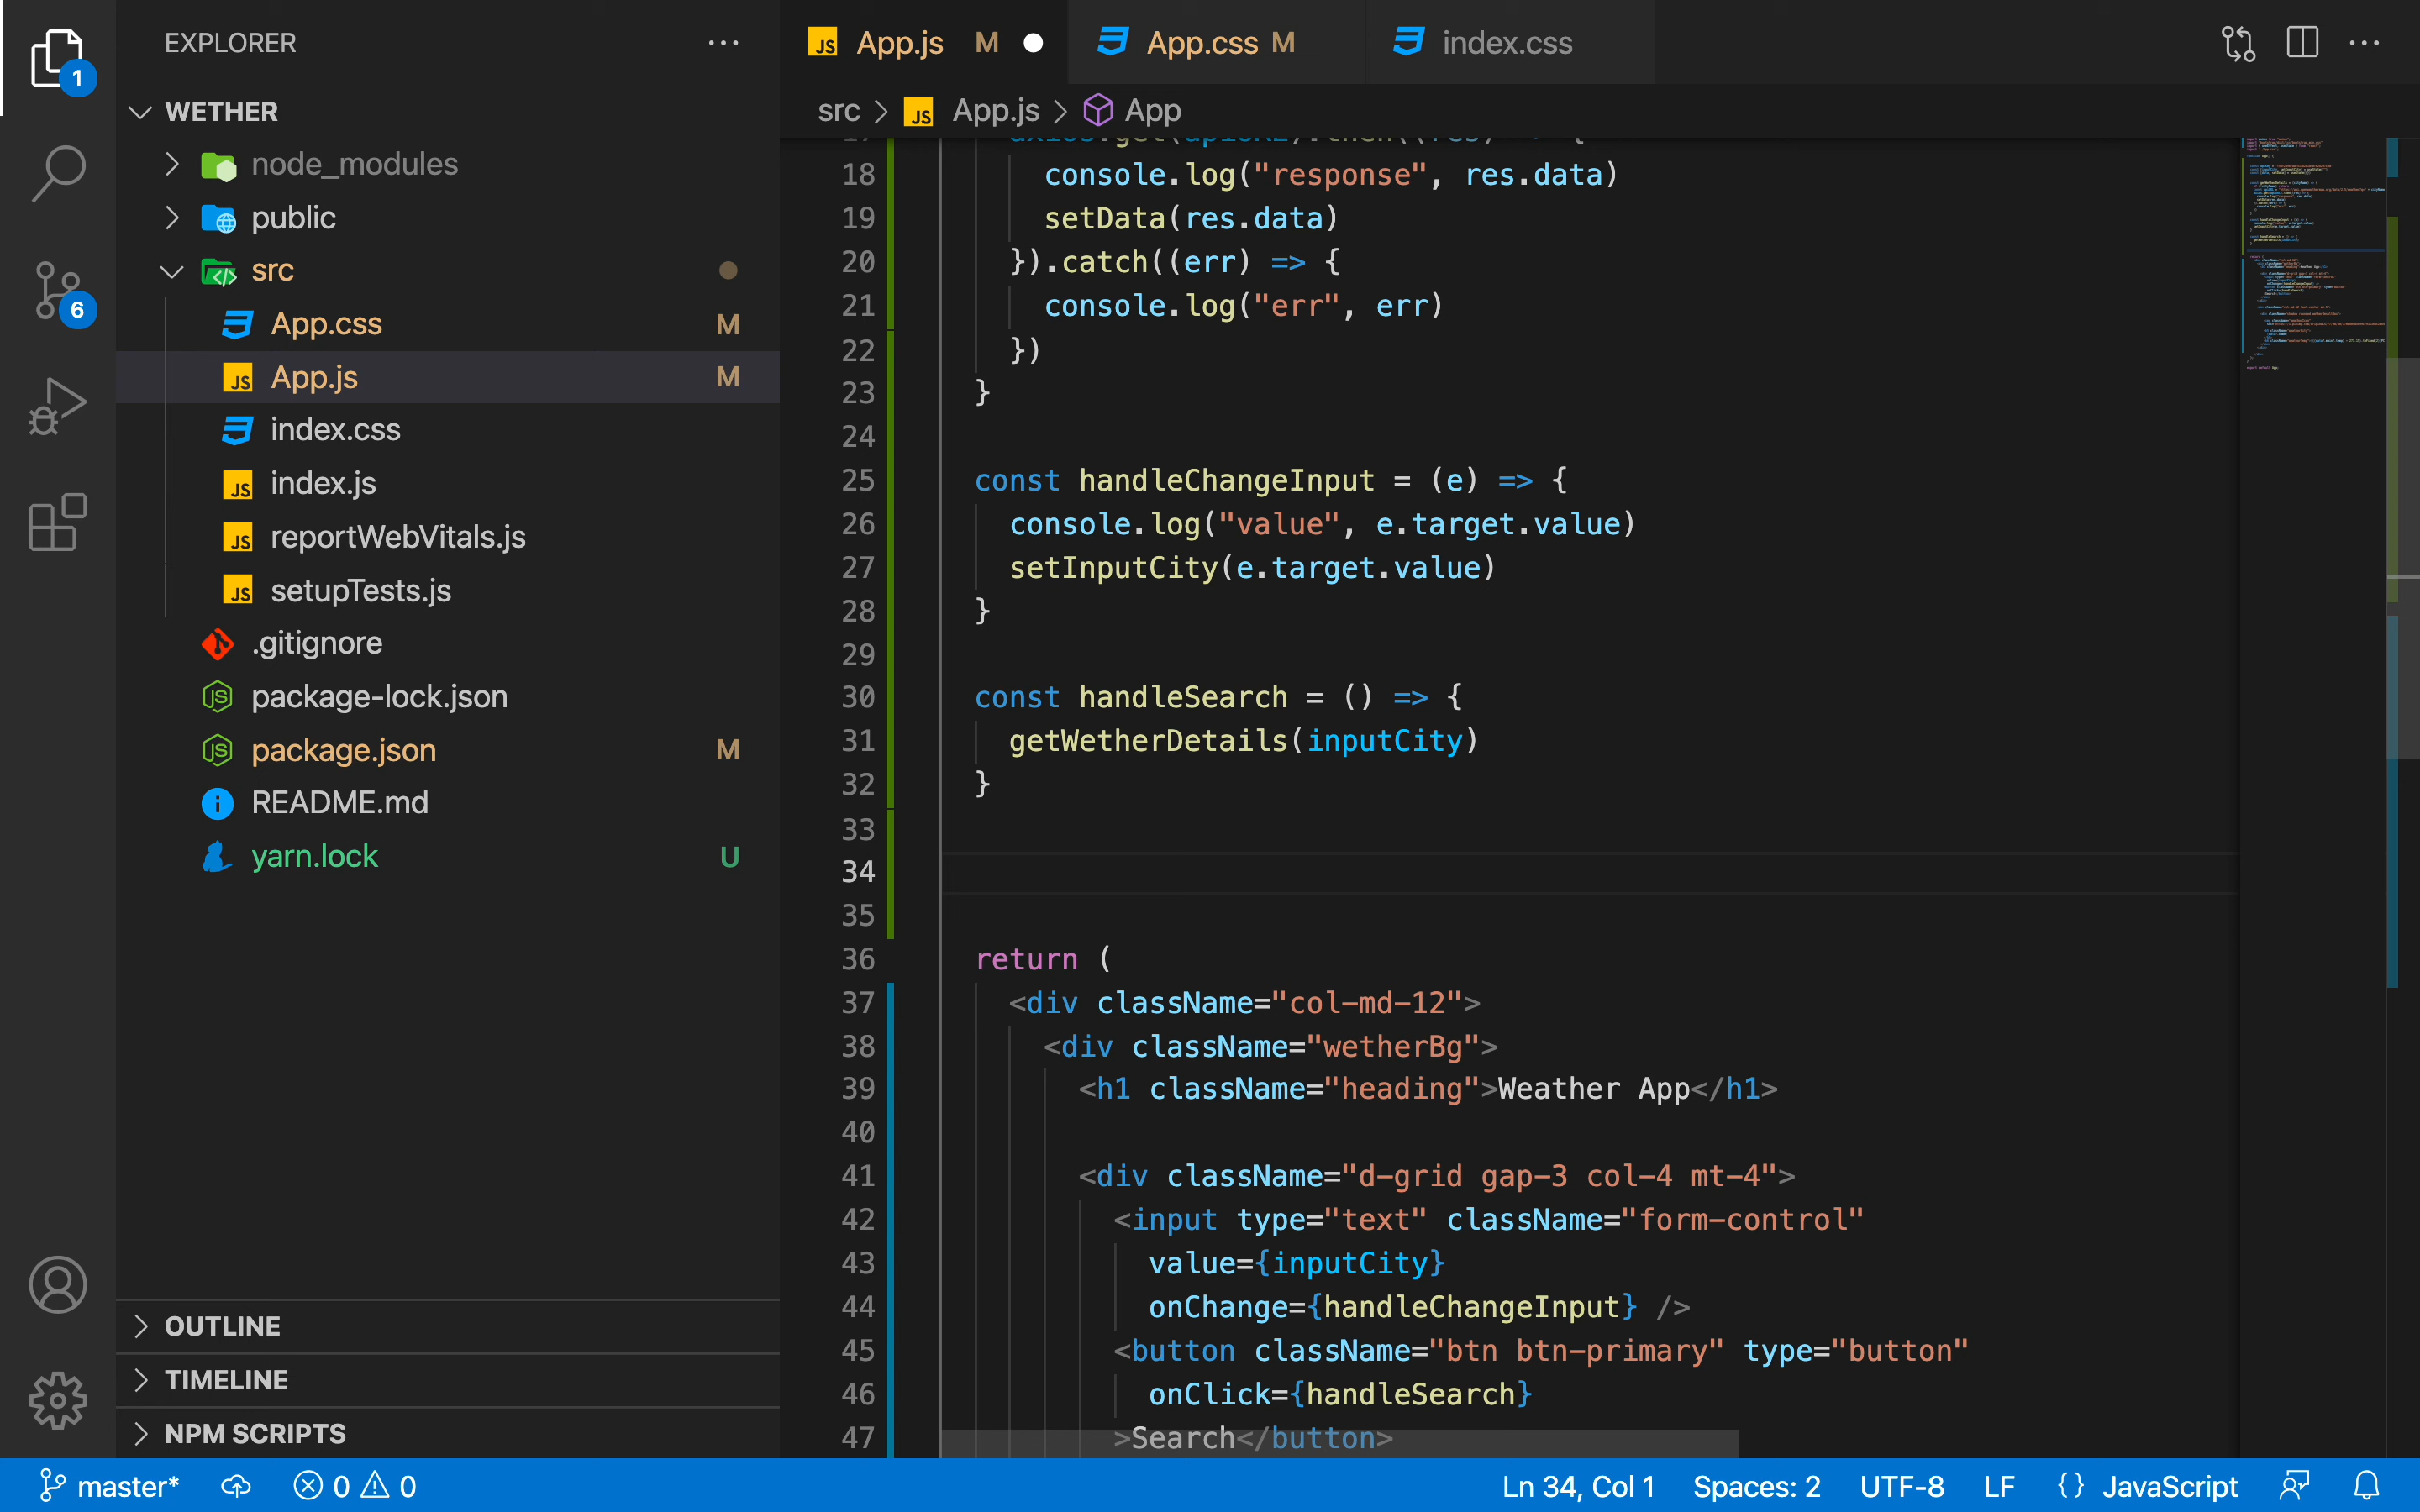 EXPLORER
WETHER
node_modules
public
src
App.css M
App.js M
index.css
index.js
reportWebVitals.js
setupTests.js
.gitignore
package-lock.json
package.json M
README.md
yarn.lock U
OUTLINE
TIMELINE
NPM SCRIPTS
1
6
App.js M
App.css M
index.css
src > App.js > App
18 console.log("response", res.data)
19 setData(res.data)
20 }).catch((err) => {
21 console.log("err", err)
22 })
23 }
24
25 const handleChangeInput = (e) => {
26 console.log("value", e.target.value)
27 setInputCity(e.target.value)
28 }
29
30 const handleSearch = () => {
31 getWetherDetails(inputCity)
32 }
33
34
35
36 return (
37 <div className="col-md-12">
38 <div className="wetherBg">
39 <h1 className="heading">Weather App</h1>
40
41 <div className="d-grid gap-3 col-4 mt-4">
42 <input type="text" className="form-control"
43 value={inputCity}
44 onChange={handleChangeInput} />
45 <button className="btn btn-primary" type="button"
46 onClick={handleSearch}
47 >Search</button>
master* 0 0 Ln 34, Col 1 Spaces: 2 UTF-8 LF {} JavaScript